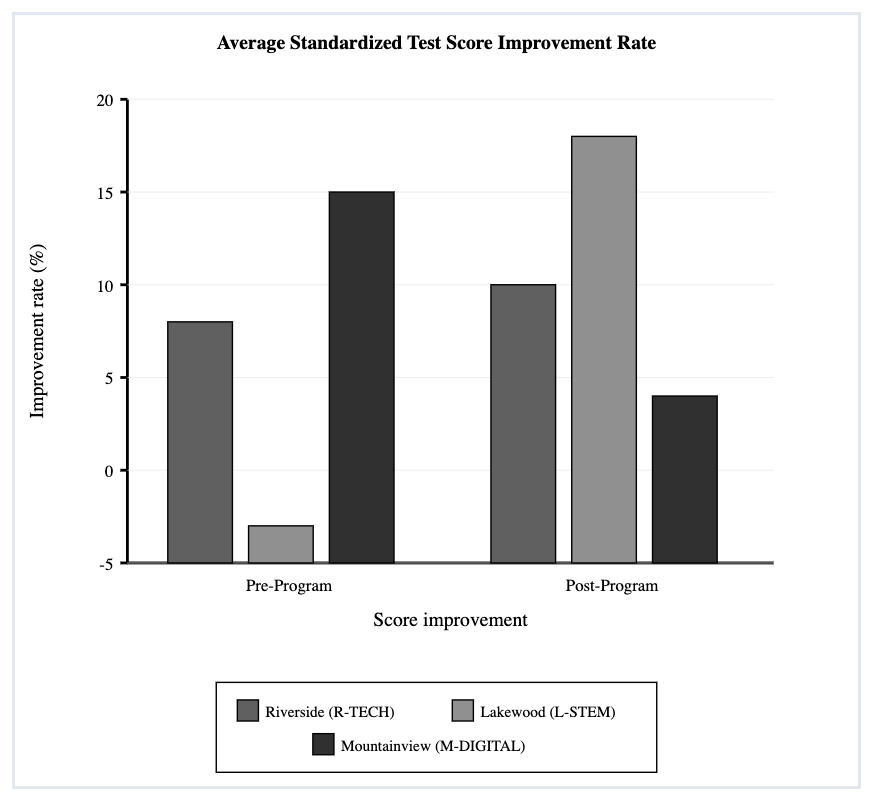 Average Standardized Test Score Improvement Rate
20
15
10
5
0
-5
Improvement rate (%)
Pre-Program
Post-Program
Score improvement
Riverside (R-TECH)
Lakewood (L-STEM)
Mountainview (M-DIGITAL)